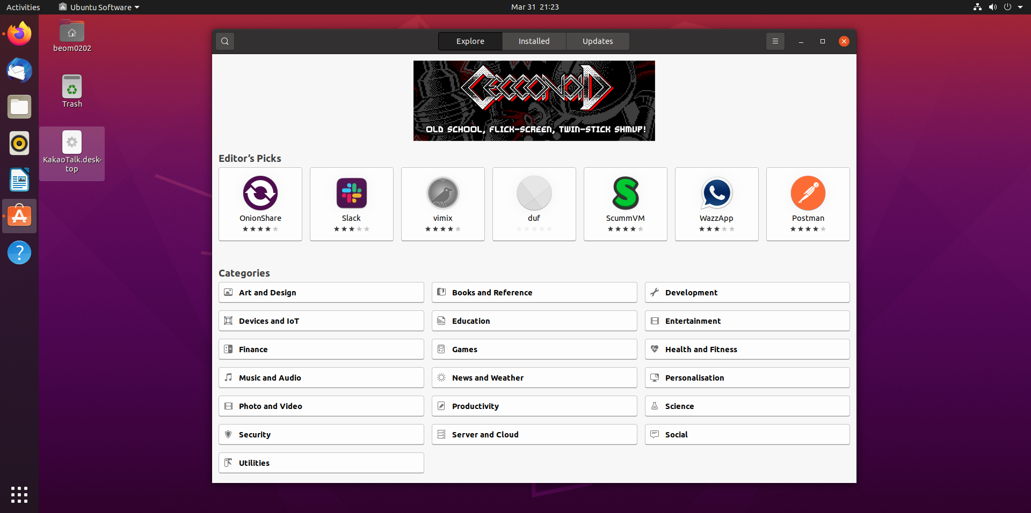 Activities
Ubuntu Software
Mar 31 21:23
beom0202
Trash
KakaoTalk.desk-
top
Explore
Installed
Updates
CECCONOID
OLD SCHOOL, FLICK-SCREEN, TWIN-STICK SHMUP!
Editor's Picks
OnionShare
Slack
vimix
duf
ScummVM
WazzApp
Postman
Categories
Art and Design
Books and Reference
Development
Devices and IoT
Education
Entertainment
Finance
Games
Health and Fitness
Music and Audio
News and Weather
Personalisation
Photo and Video
Productivity
Science
Security
Server and Cloud
Social
Utilities